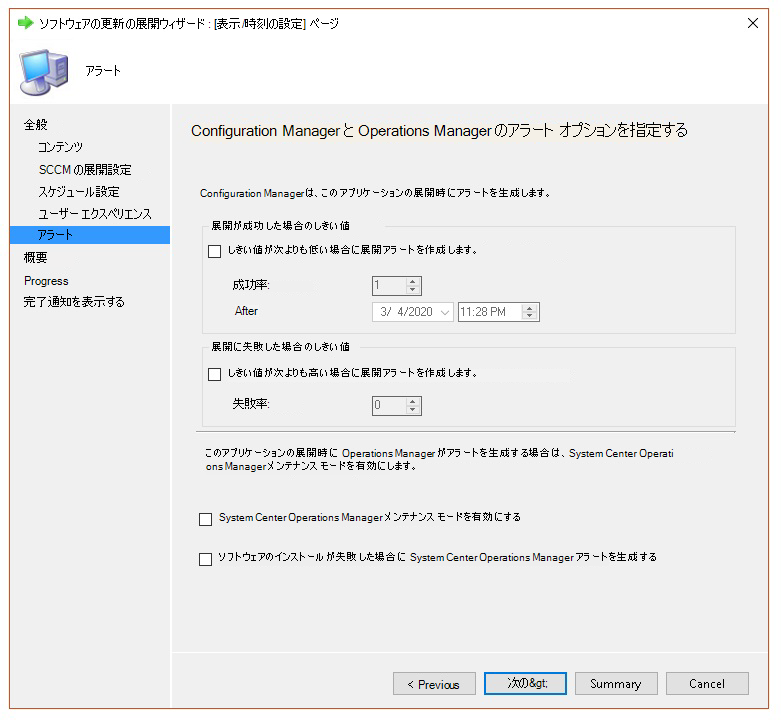 ソフトウェアの更新の展開ウィザード : [表示/時刻の設定] ページ
アラート
全般
コンテンツ
SCCM の展開設定
スケジュール設定
ユーザー エクスペリエンス
アラート
概要
Progress
完了通知を表示する
Configuration Manager と Operations Manager のアラート オプションを指定する
Configuration Manager は、このアプリケーションの展開時にアラートを生成します。
展開が成功した場合のしきい値
しきい値が次よりも低い場合に展開アラートを作成します。
成功率:
1
After
3/ 4/2020
11:28 PM
展開に失敗した場合のしきい値
しきい値が次よりも高い場合に展開アラートを作成します。
失敗率:
0
このアプリケーションの展開時に Operations Manager がアラートを生成する場合は、System Center Operati
ons Manager メンテナンス モードを有効にします。
System Center Operations Manager メンテナンス モードを有効にする
ソフトウェアのインストールが失敗した場合に System Center Operations Manager アラートを生成する
< Previous
次の&gt;
Summary
Cancel